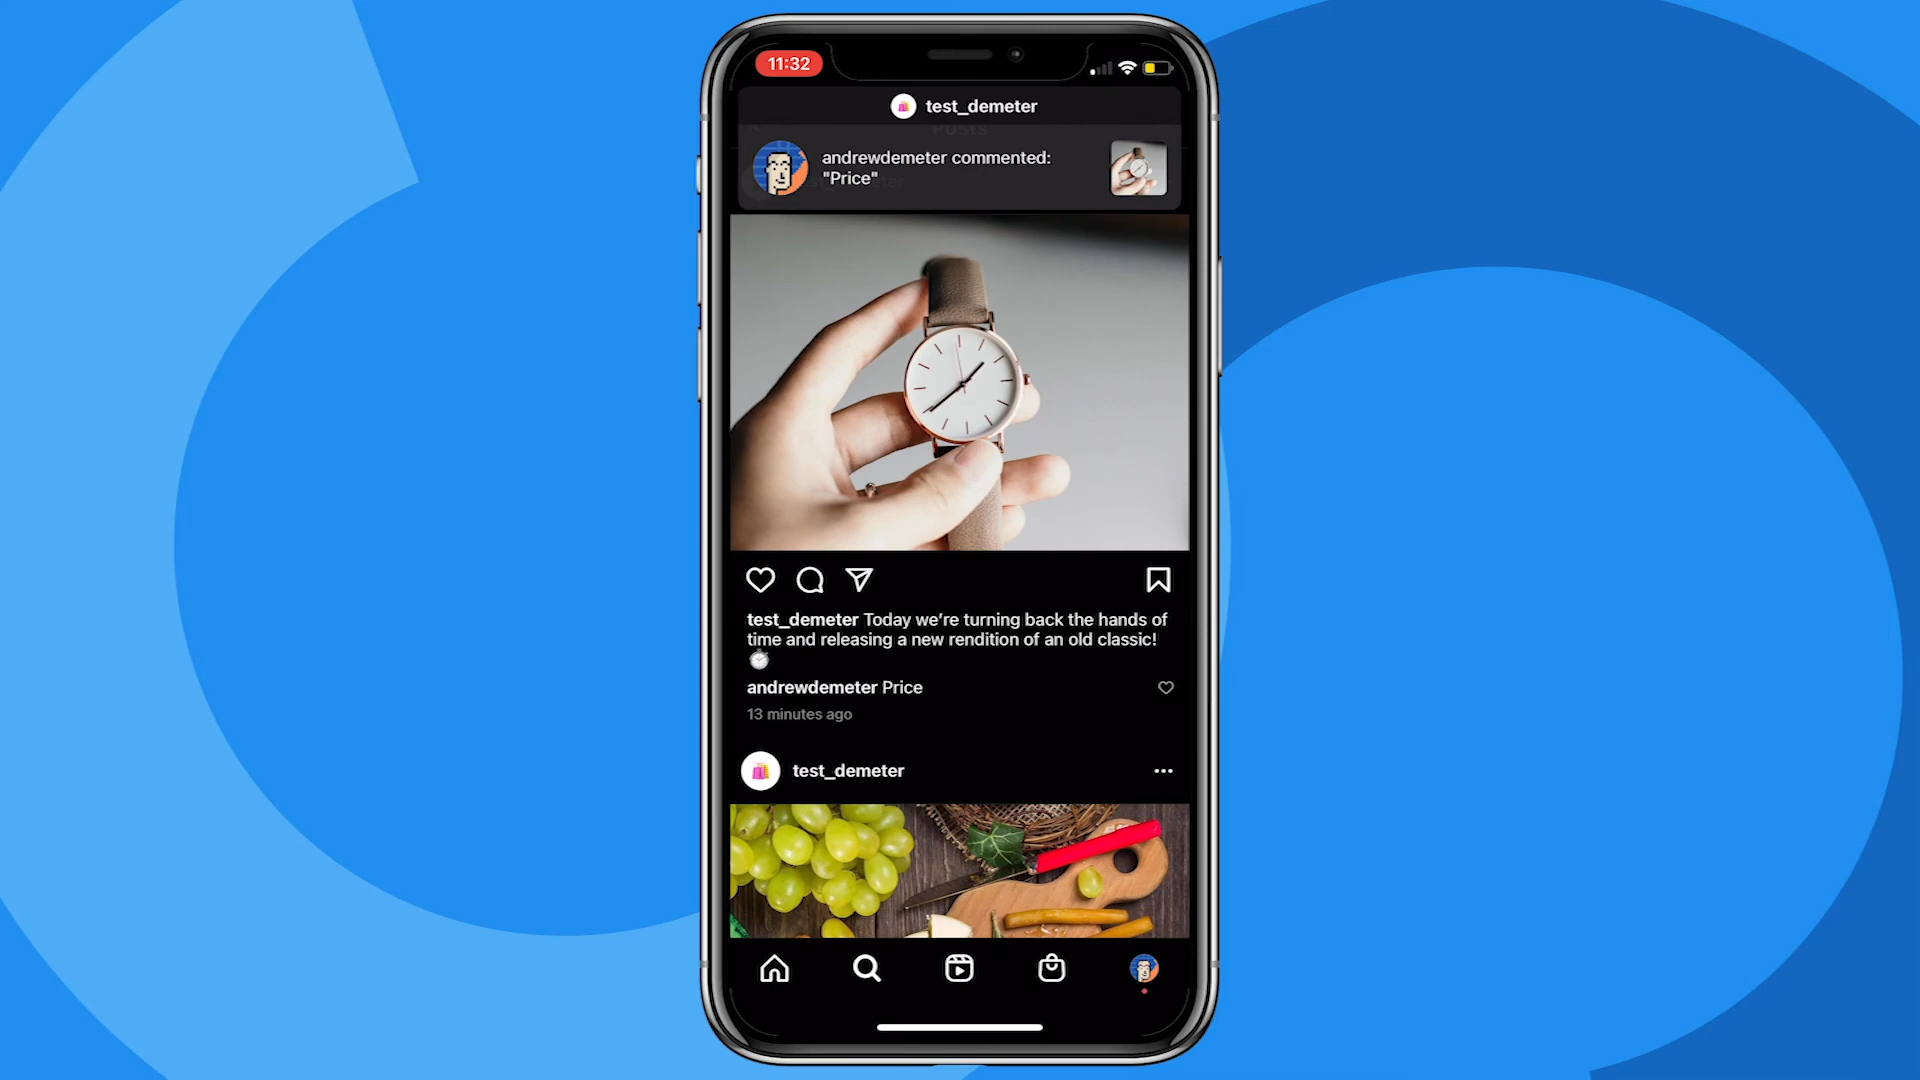 11:32
test_demeter
Posts
andrewdemeter commented:
"Price"
test_demeter Today we’re turning back the hands of
time and releasing a new rendition of an old classic!
andrewdemeter Price
13 minutes ago
test_demeter